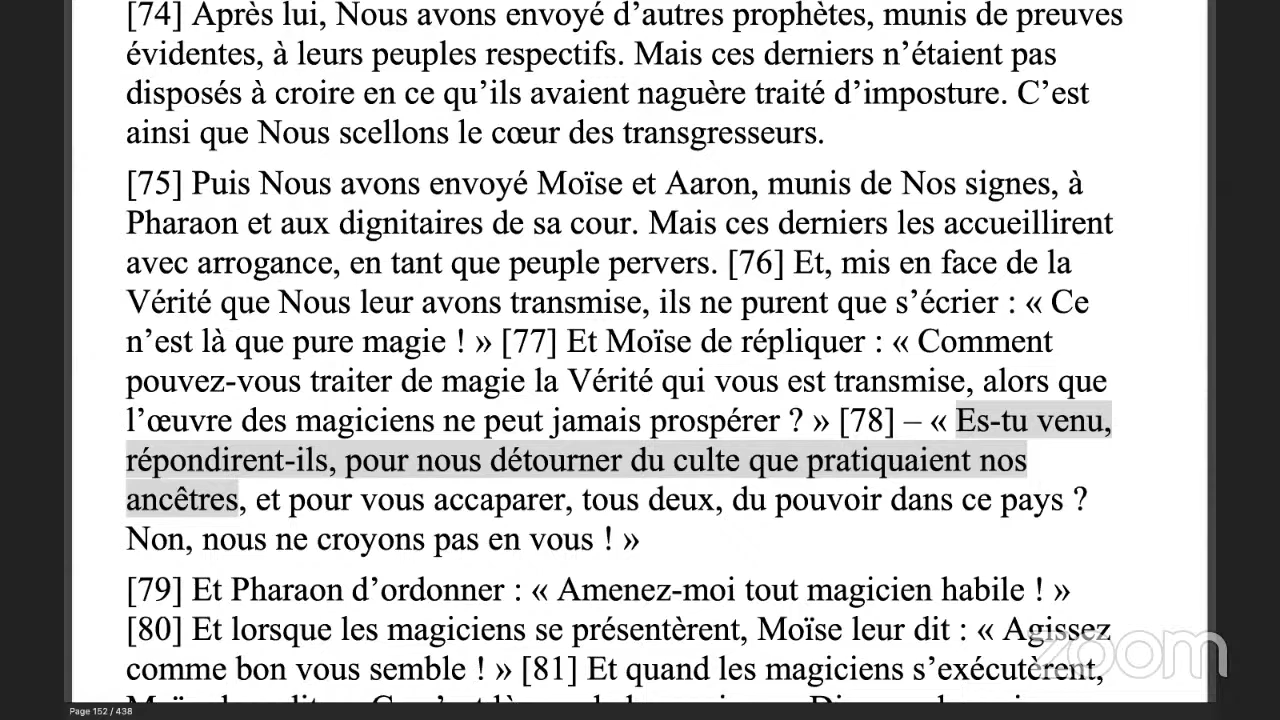 [74] Après lui, Nous avons envoyé d’autres prophètes, munis de preuves
évidentes, à leurs peuples respectifs. Mais ces derniers n’étaient pas
disposés à croire en ce qu’ils avaient naguère traité d’imposture. C’est
ainsi que Nous scellons le cœur des transgresseurs.
[75] Puis Nous avons envoyé Moïse et Aaron, munis de Nos signes, à
Pharaon et aux dignitaires de sa cour. Mais ces derniers les accueillirent
avec arrogance, en tant que peuple pervers. [76] Et, mis en face de la
Vérité que Nous leur avons transmise, ils ne purent que s’écrier : « Ce
n’est là que pure magie ! » [77] Et Moïse de répliquer : « Comment
pouvez-vous traiter de magie la Vérité qui vous est transmise, alors que
l’œuvre des magiciens ne peut jamais prospérer ? » [78] – « Es-tu venu,
répondirent-ils, pour nous détourner du culte que pratiquaient nos
ancêtres, et pour vous accaparer, tous deux, du pouvoir dans ce pays ?
Non, nous ne croyons pas en vous ! »
[79] Et Pharaon d’ordonner : « Amenez-moi tout magicien habile ! »
[80] Et lorsque les magiciens se présentèrent, Moïse leur dit : « Agissez
comme bon vous semble ! » [81] Et quand les magiciens s’exécutèrent,
zoom
Page 152 / 438